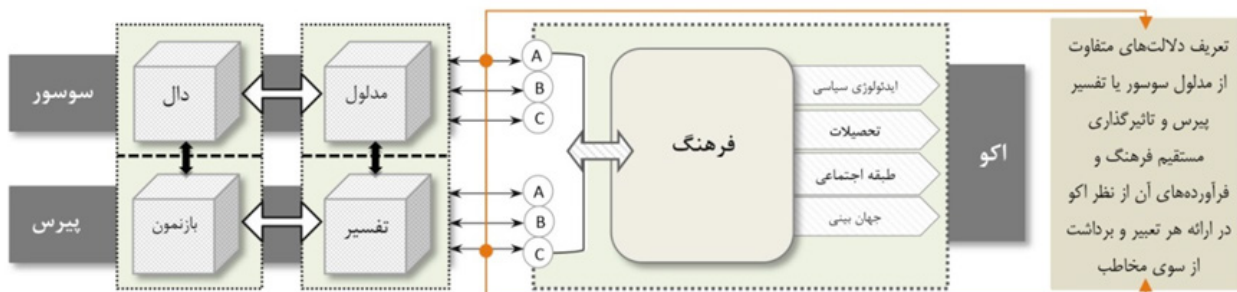 سوسور
دال
مدلول
A
B
C
پیرس
بازنمون
تفسیر
A
B
C
فرهنگ
ایدئولوژی سیاسی
تحصیلات
طبقه اجتماعی
جهان بینی
اکو
تعریف دلالت‌های متفاوت
از مدلول سوسور یا تفسیر
پیرس و تاثیرگذاری
مستقیم فرهنگ و
فرآورده‌های آن از نظر اکو
در ارائه هر تعبیر و برداشت
از سوی مخاطب